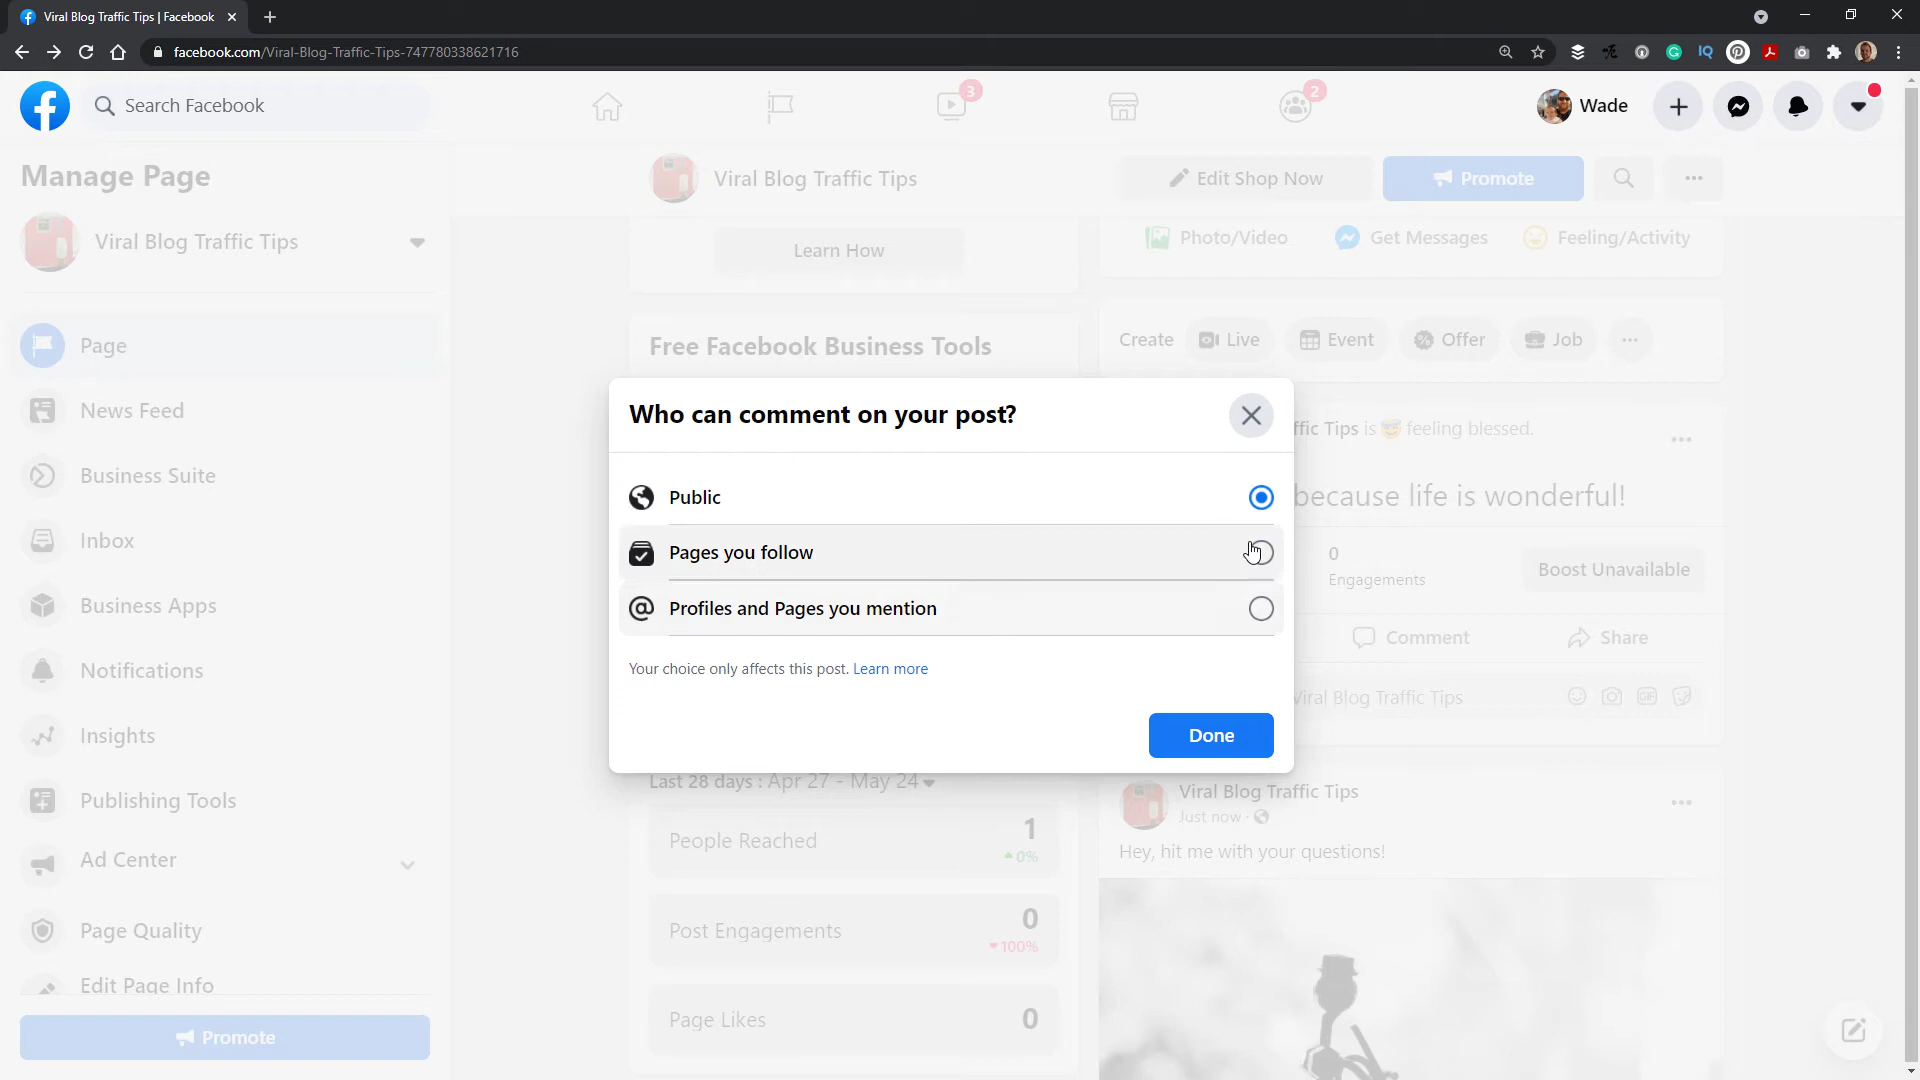 Viral Blog Traffic Tips | Facebook
facebook.com/Viral-Blog-Traffic-Tips-747780338621716
Search Facebook
3
2
Wade
Manage Page
Viral Blog Traffic Tips
Page
News Feed
Business Suite
Inbox
Business Apps
Notifications
Insights
Publishing Tools
Ad Center
Page Quality
Edit Page Info
Promote
Viral Blog Traffic Tips
Edit Shop Now
Promote
Learn How
Photo/Video
Get Messages
Feeling/Activity
Free Facebook Business Tools
Create
Live
Event
Offer
Job
Who can comment on your post?
Public
Pages you follow
Profiles and Pages you mention
Your choice only affects this post. Learn more
Done
Tips is 😇 feeling blessed.
because life is wonderful!
0
Engagements
Boost Unavailable
Comment
Share
Viral Blog Traffic Tips
GIF
Last 28 days : Apr 27 - May 24
People Reached
1
0%
Post Engagements
0
100%
Page Likes
0
Viral Blog Traffic Tips
Just now ·
Hey, hit me with your questions!